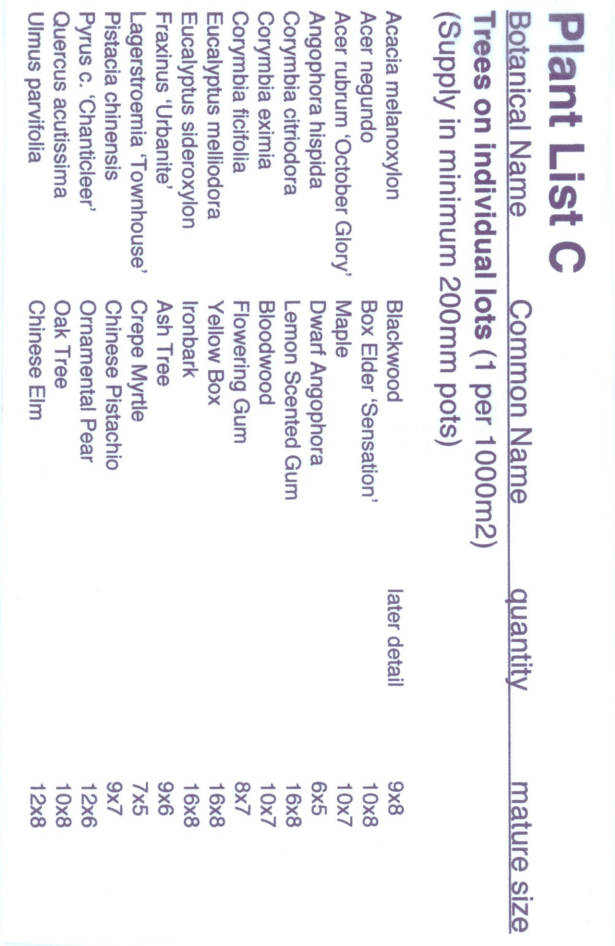 Plant List C
Botanical Name Common Name quantity mature size
Trees on individual lots (1 per 1000m2)
(Supply in minimum 200mm pots)
Acacia melanoxylon Blackwood later detail 9x8
Acer negundo Box Elder 'Sensation' 10x8
Acer rubrum 'October Glory' Maple 10x7
Angophora hispida Dwarf Angophora 6x5
Corymbia citriodora Lemon Scented Gum 16x8
Corymbia eximia Bloodwood 10x7
Corymbia ficifolia Flowering Gum 8x7
Eucalyptus melliodora Yellow Box 16x8
Eucalyptus sideroxylon Ironbark 16x8
Fraxinus 'Urbanite' Ash Tree 9x6
Lagerstroemia 'Townhouse' Crepe Myrtle 7x5
Pistacia chinensis Chinese Pistachio 9x7
Pyrus c. 'Chanticleer' Ornamental Pear 12x6
Quercus acutissima Oak Tree 10x8
Ulmus parvifolia Chinese Elm 12x8